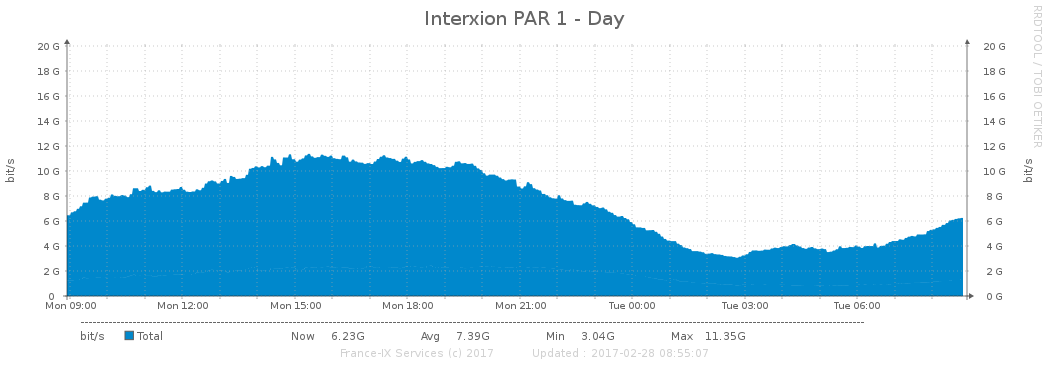 Interxion PAR 1 - Day
RRDTOOL / TOBI OETIKER
bit/s
bit/s
20 G 20 G
18 G 18 G
16 G 16 G
14 G 14 G
12 G 12 G
10 G 10 G
8 G 8 G
6 G 6 G
4 G 4 G
2 G 2 G
0 0 G
Mon 09:00 Mon 12:00 Mon 15:00 Mon 18:00 Mon 21:00 Tue 00:00 Tue 03:00 Tue 06:00
bit/s Total Now 6.23G Avg 7.39G Min 3.04G Max 11.35G
France-IX Services (c) 2017 Updated : 2017-02-28 08:55:07